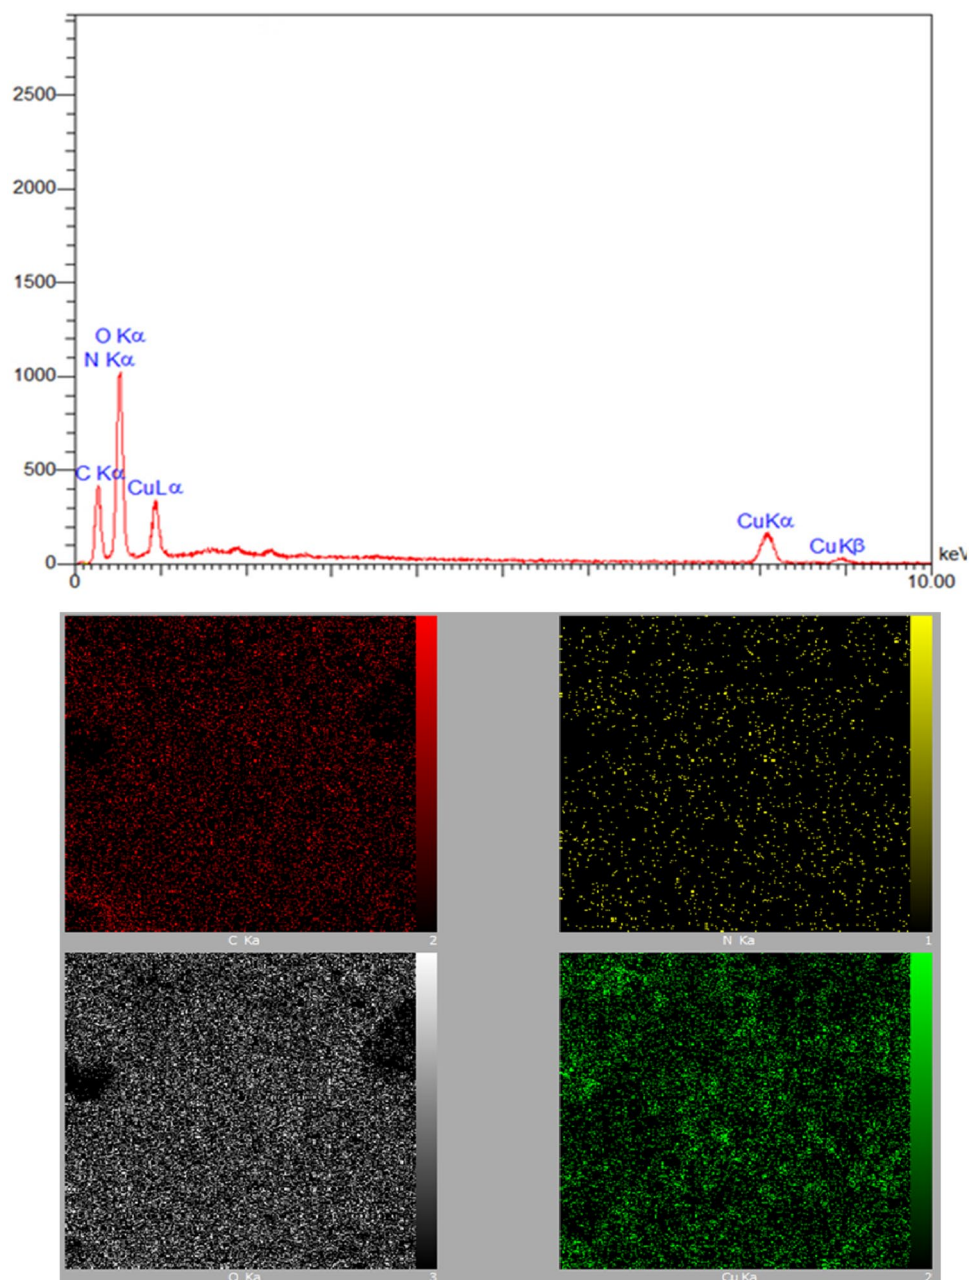 2500
2000
1500
1000
500
0
O Kα
N Kα
C Kα
CuLα
CuKα
CuKβ
keV
0
10.00
C Ka 2
N Ka 1
O Ka 3
Cu Ka 2